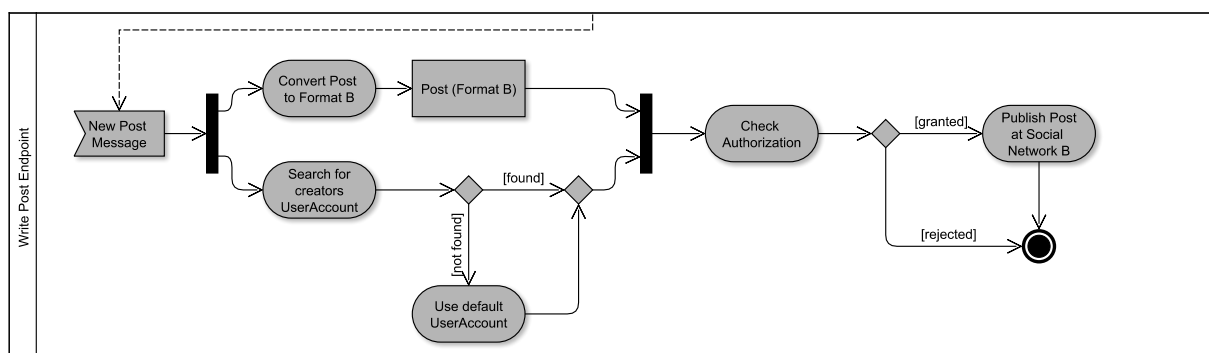 Write Post Endpoint
New Post
Message
Convert Post
to Format B
Post (Format B)
Search for
creators
UserAccount
[found]
[not found]
Use default
UserAccount
Check
Authorization
[granted]
[rejected]
Publish Post
at Social
Network B